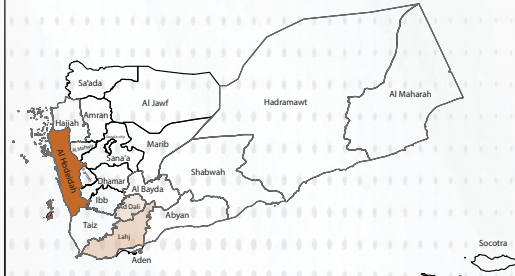 Sa'ada
Al Jawf
Hadramawt
Al Maharah
Amran
Hajjah
Marib
Sana'a
Al Hodeidah
Shabwah
Dhamar
Al Bayda
Ibb
Ad Dali
Abyan
Taiz
Lahj
Aden
Socotra